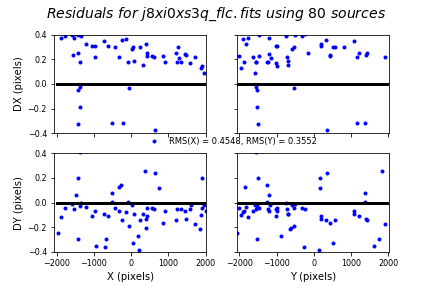 Residuals for j8xi0xs3q_flc.fits using 80 sources
DX (pixels)
0.4
0.2
0.0
−0.2
−0.4
RMS(X) = 0.4548, RMS(Y) = 0.3552
DY (pixels)
0.4
0.2
0.0
−0.2
−0.4
−2000 −1000 0 1000 2000
−2000 −1000 0 1000 2000
X (pixels)
Y (pixels)